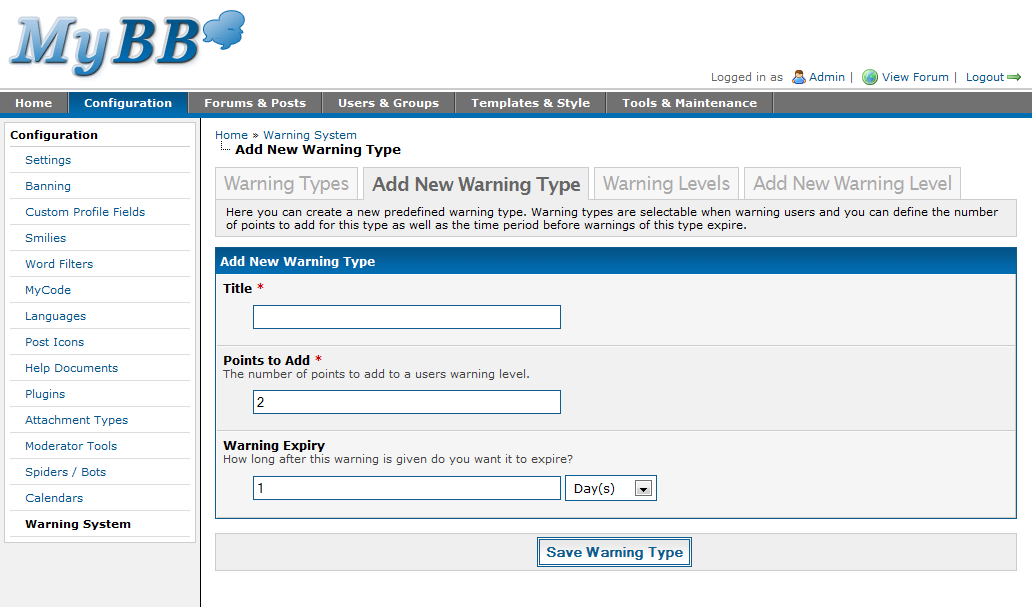 MyBB
Logged in as Admin | View Forum | Logout
Home Configuration Forums & Posts Users & Groups Templates & Style Tools & Maintenance
Configuration
Settings
Banning
Custom Profile Fields
Smilies
Word Filters
MyCode
Languages
Post Icons
Help Documents
Plugins
Attachment Types
Moderator Tools
Spiders / Bots
Calendars
Warning System
Home » Warning System
Add New Warning Type
Warning Types Add New Warning Type Warning Levels Add New Warning Level
Here you can create a new predefined warning type. Warning types are selectable when warning users and you can define the number
of points to add for this type as well as the time period before warnings of this type expire.
Add New Warning Type
Title *
Points to Add *
The number of points to add to a users warning level.
2
Warning Expiry
How long after this warning is given do you want it to expire?
1 Day(s)
Save Warning Type